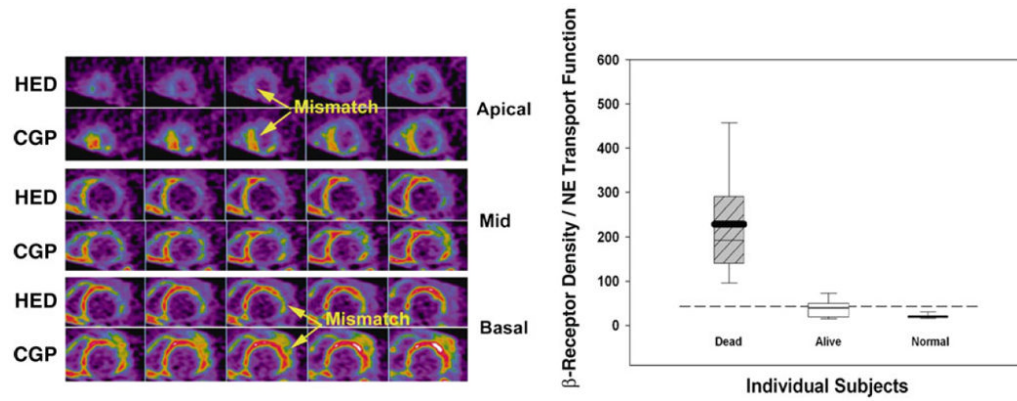 HED
CGP
Mismatch
Apical
HED
CGP
Mid
HED
CGP
Mismatch
Basal
β-Receptor Density / NE Transport Function
600
500
400
300
200
100
0
Dead Alive Normal
Individual Subjects